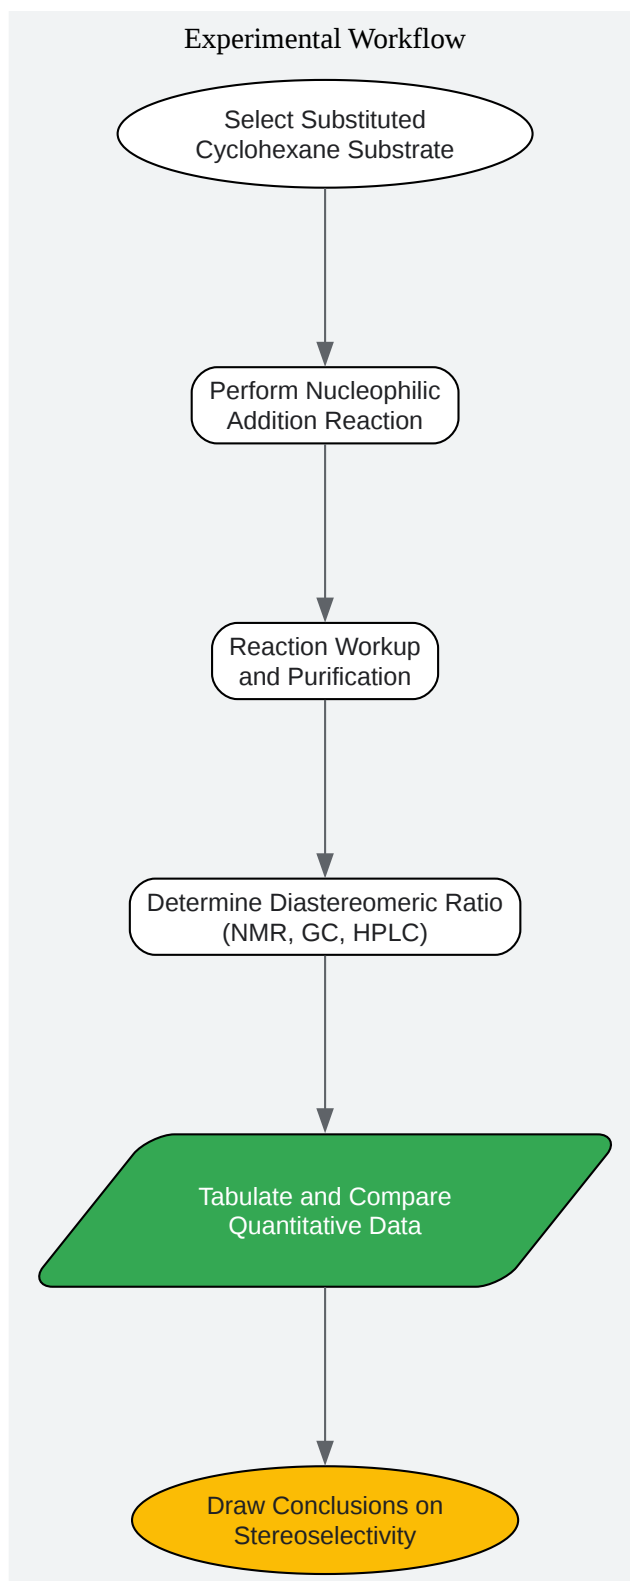 Experimental Workflow
Select Substituted
Cyclohexane Substrate
Perform Nucleophilic
Addition Reaction
Reaction Workup
and Purification
Determine Diastereomeric Ratio
(NMR, GC, HPLC)
Tabulate and Compare
Quantitative Data
Draw Conclusions on
Stereoselectivity